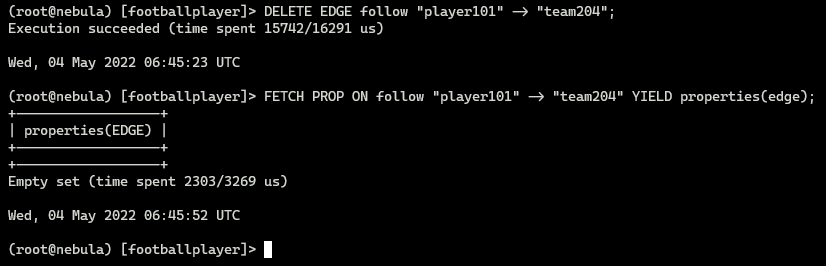 (root@nebula) [footballplayer]> DELETE EDGE follow "player101" -> "team204";
Execution succeeded (time spent 15742/16291 us)
Wed, 04 May 2022 06:45:23 UTC
(root@nebula) [footballplayer]> FETCH PROP ON follow "player101" -> "team204" YIELD properties(edge);
+------------------+
| properties(EDGE) |
+------------------+
+------------------+
Empty set (time spent 2303/3269 us)
Wed, 04 May 2022 06:45:52 UTC
(root@nebula) [footballplayer]>